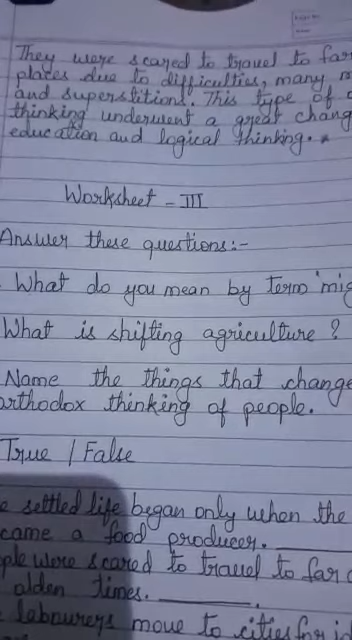 They were scared to travel to far
places due to difficulties, many
and superstitions. This type of
thinking underwent a great change
education and logical thinking.
Worksheet - III
Answer these questions:-
What do you mean by term 'mig
What is shifting agriculture?
Name the things that change
orthodox thinking of people.
True / False
settled life began only when the
came a food producer.
ple were scared to travel to far
olden times.
labourers move to cities for